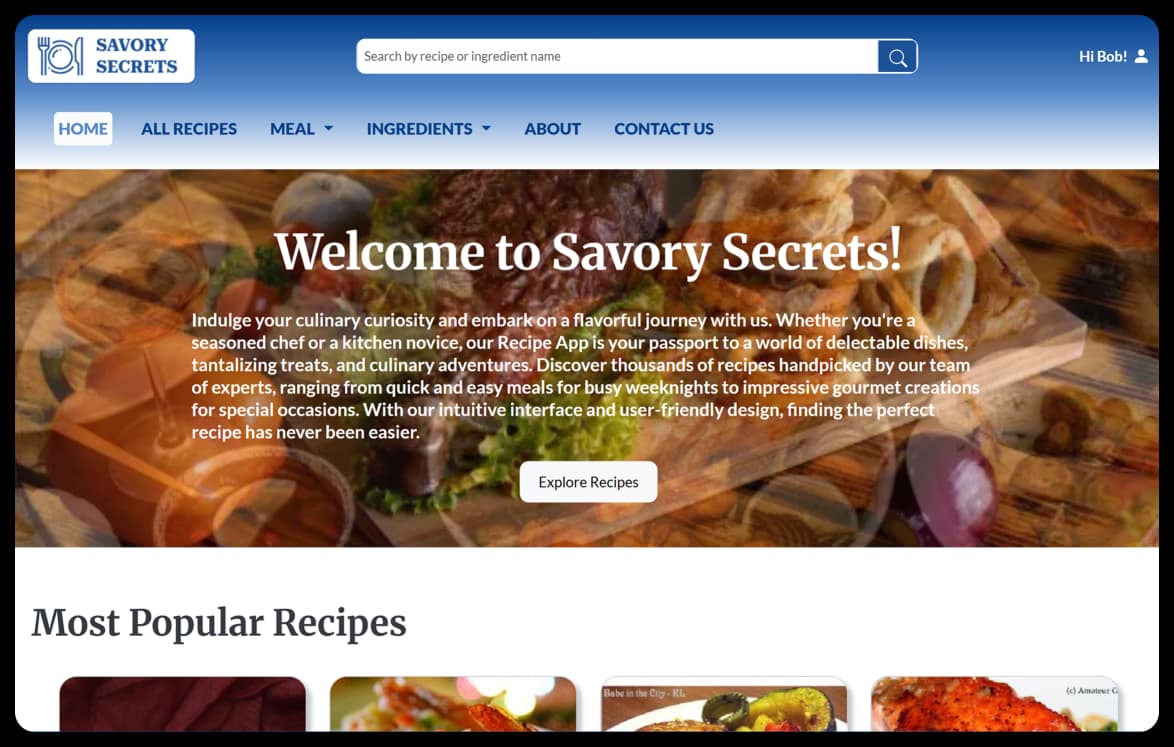 SAVORY
SECRETS
Search by recipe or ingredient name
Hi Bob!
HOME
ALL RECIPES
MEAL
INGREDIENTS
ABOUT
CONTACT US
Welcome to Savory Secrets!
Indulge your culinary curiosity and embark on a flavorful journey with us. Whether you're a
seasoned chef or a kitchen novice, our Recipe App is your passport to a world of delectable dishes,
tantalizing treats, and culinary adventures. Discover thousands of recipes handpicked by our team
of experts, ranging from quick and easy meals for busy weeknights to impressive gourmet creations
for special occasions. With our intuitive interface and user-friendly design, finding the perfect
recipe has never been easier.
Explore Recipes
Most Popular Recipes
Babe in the City - KL
(c) Amateur G